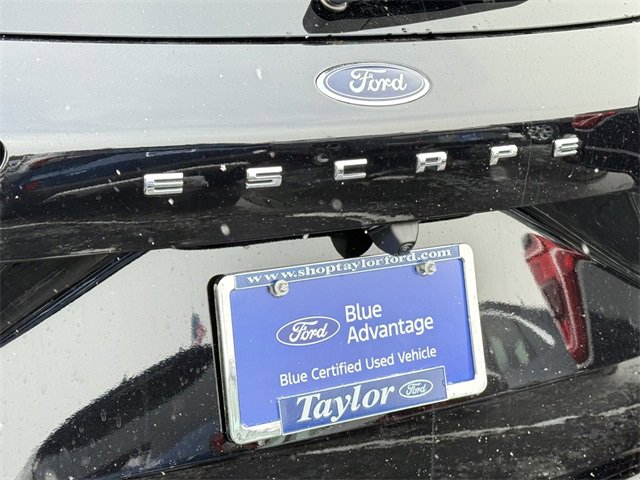 Ford
ESCAPE
www.shoptaylorford.com
Ford Blue
Advantage
Blue Certified Used Vehicle
Taylor Ford